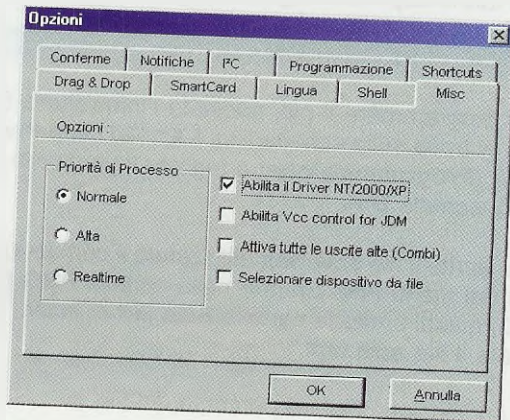 Opzioni
Conferme Notifiche I²C Programmazione Shortcuts
Drag & Drop SmartCard Lingua Shell Misc
Opzioni :
Priorità di Processo
Normale
Alta
Realtime
Abilita il Driver NT/2000/XP
Abilita Vcc control for JDM
Attiva tutte le uscite alte (Combi)
Selezionare dispositivo da file
OK Annulla